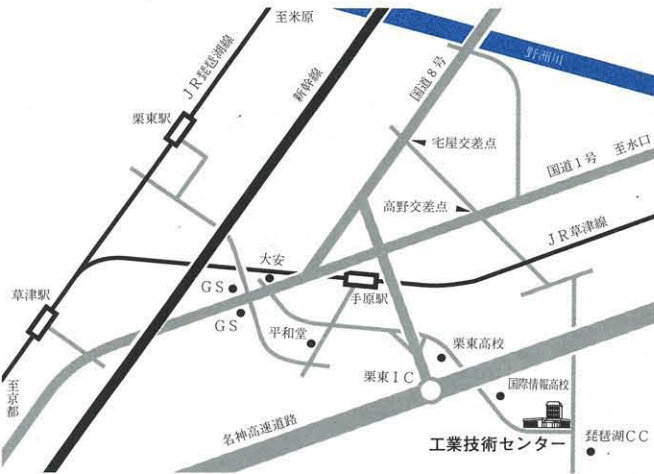 至米原
JR琵琶湖線
新幹線
野洲川
国道8号
栗東駅
宅屋交差点
国道1号
至水口
高野交差点
JR草津線
大安
GS
手原駅
草津駅
GS
平和堂
栗東高校
栗東IC
国際情報高校
至京都
名神高速道路
工業技術センター
琵琶湖CC